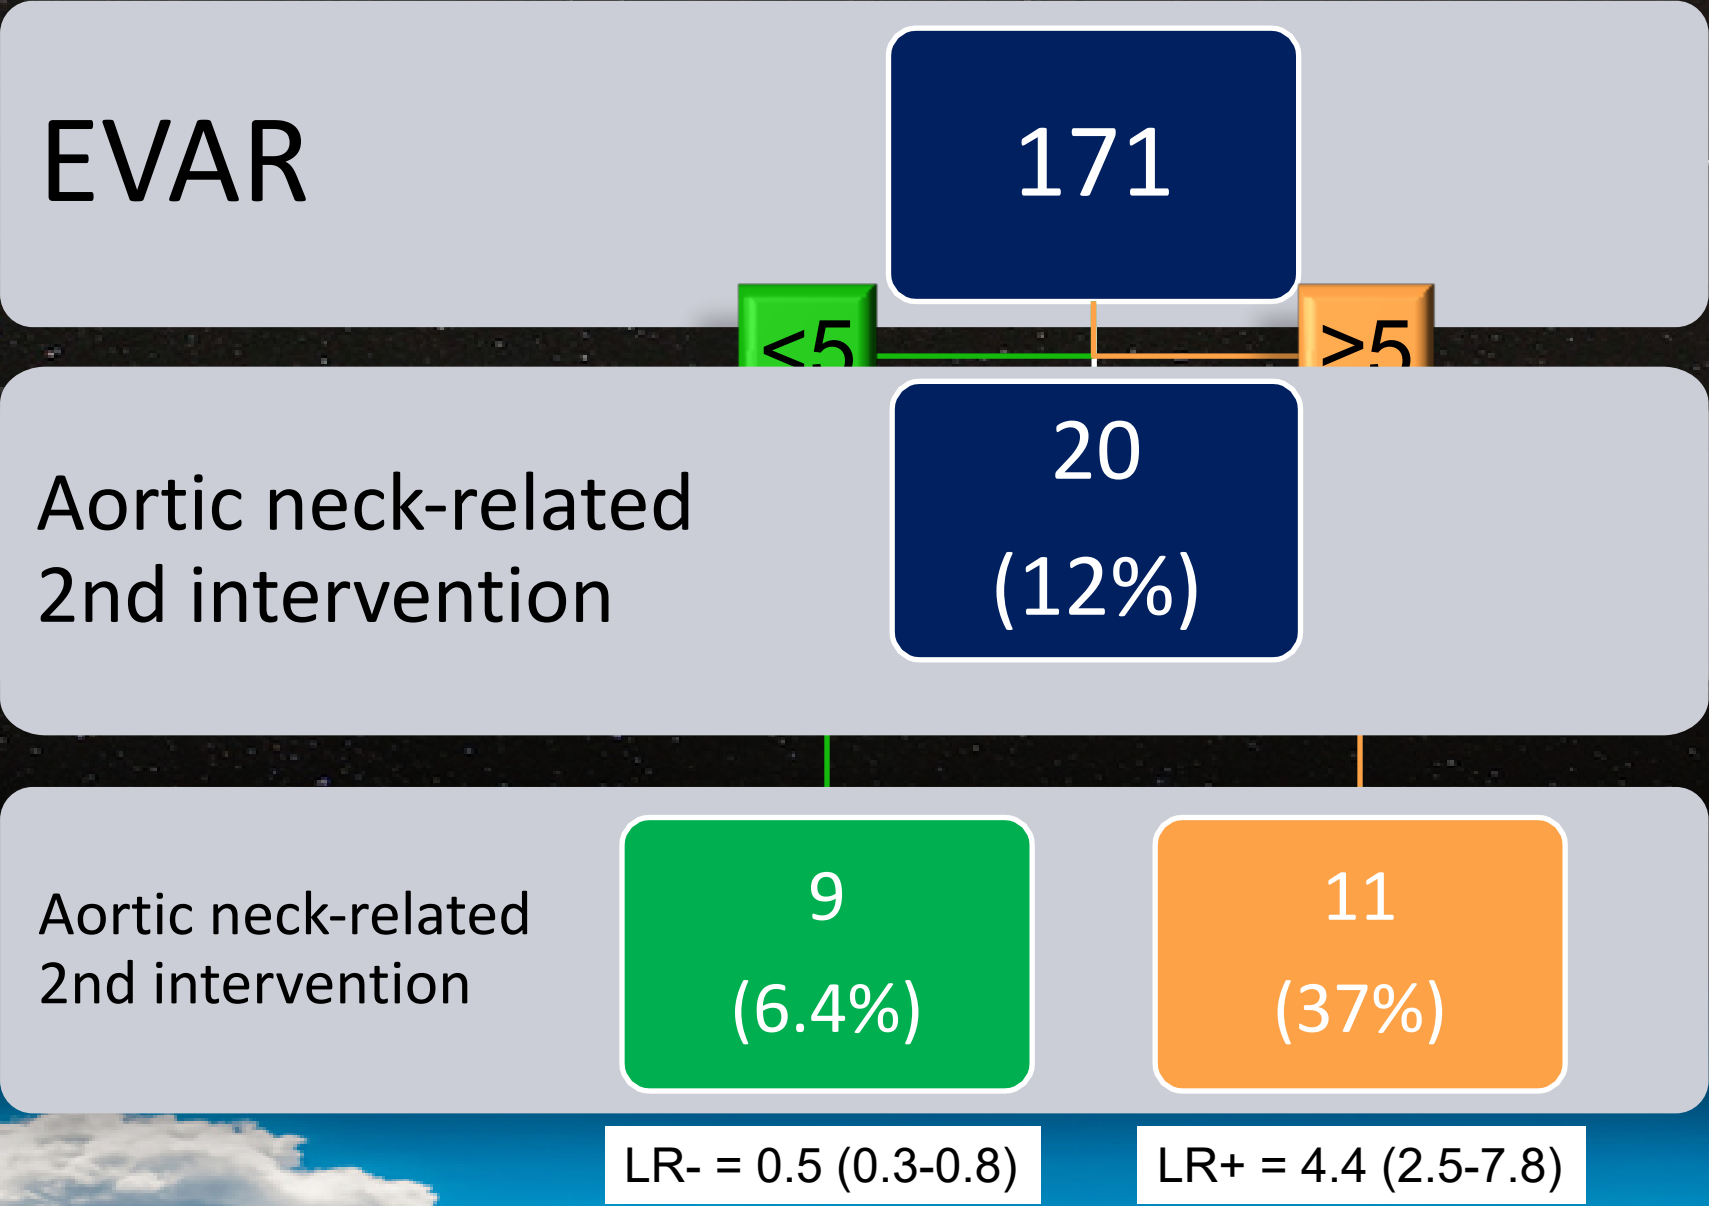 EVAR
171
<5
>5
Aortic neck-related
2nd intervention
20
(12%)
Aortic neck-related
2nd intervention
9
(6.4%)
11
(37%)
LR- = 0.5 (0.3-0.8)
LR+ = 4.4 (2.5-7.8)